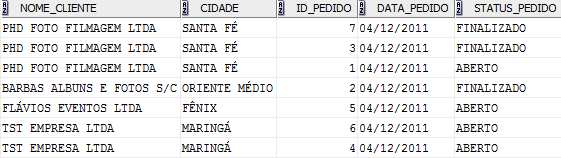 NOME_CLIENTE CIDADE ID_PEDIDO DATA_PEDIDO STATUS_PEDIDO
PHD FOTO FILMAGEM LTDA SANTA FÉ 7 04/12/2011 FINALIZADO
PHD FOTO FILMAGEM LTDA SANTA FÉ 3 04/12/2011 FINALIZADO
PHD FOTO FILMAGEM LTDA SANTA FÉ 1 04/12/2011 ABERTO
BARBAS ALBUNS E FOTOS S/C ORIENTE MÉDIO 2 04/12/2011 FINALIZADO
FLÁVIOS EVENTOS LTDA FÊNIX 5 04/12/2011 ABERTO
TST EMPRESA LTDA MARINGÁ 6 04/12/2011 ABERTO
TST EMPRESA LTDA MARINGÁ 4 04/12/2011 ABERTO